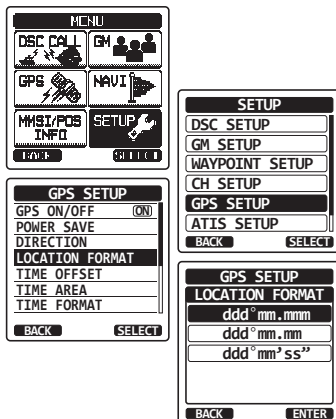 MENU
DSC CALL GM
GPS NAVI
MMSI/POS INFO SETUP
BACK SELECT
SETUP
DSC SETUP
GM SETUP
WAYPOINT SETUP
CH SETUP
GPS SETUP
ATIS SETUP
BACK SELECT
GPS SETUP
GPS ON/OFF ON
POWER SAVE
DIRECTION
LOCATION FORMAT
TIME OFFSET
TIME AREA
TIME FORMAT
BACK SELECT
GPS SETUP
LOCATION FORMAT
ddd°mm.mmm
ddd°mm.mm
ddd°mm’ss”
BACK ENTER